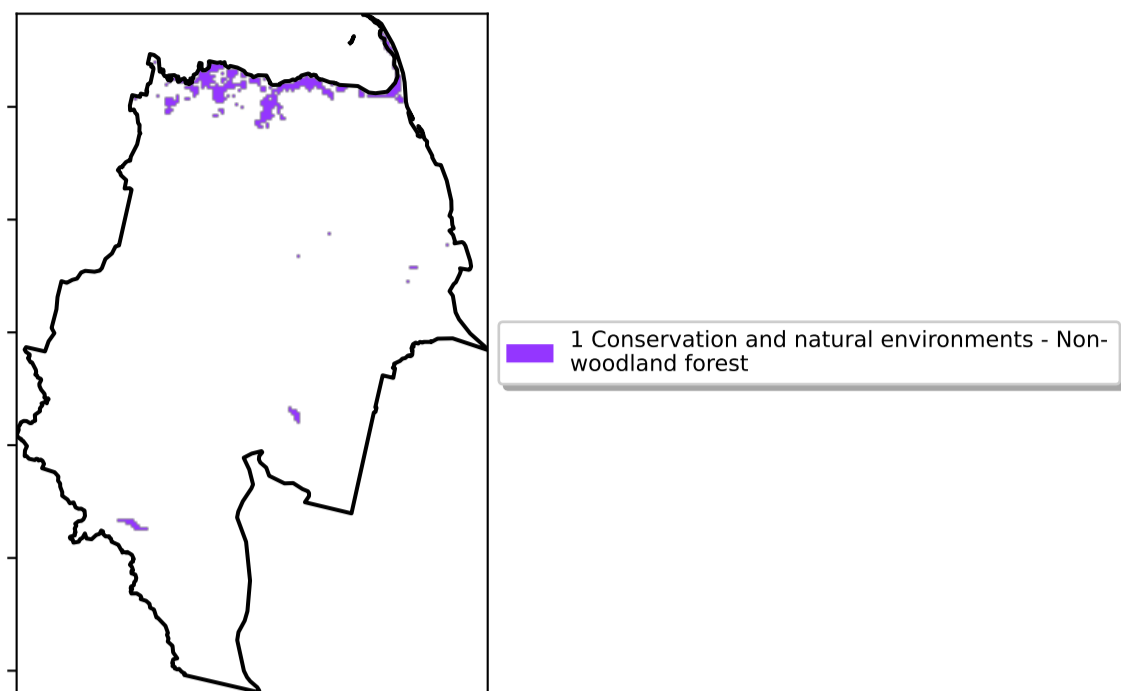 1 Conservation and natural environments - Non-
woodland forest